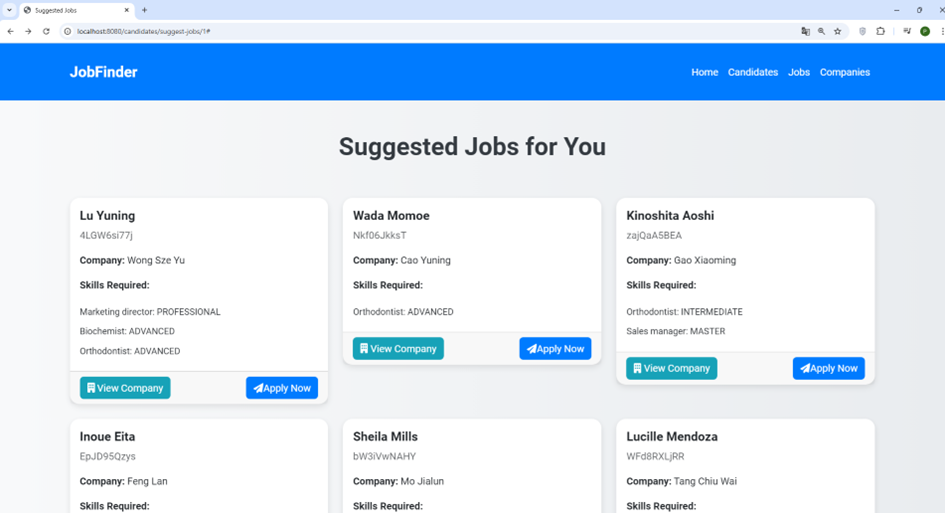 Suggested Jobs
localhost:8080/candidates/suggest-jobs/1#
JobFinder
Home Candidates Jobs Companies
Suggested Jobs for You
Lu Yuning
4LGW6si77j
Company: Wong Sze Yu
Skills Required:
Marketing director: PROFESSIONAL
Biochemist: ADVANCED
Orthodontist: ADVANCED
View Company Apply Now
Wada Momoe
Nkf06JkksT
Company: Cao Yuning
Skills Required:
Orthodontist: ADVANCED
View Company Apply Now
Kinoshita Aoshi
zajQaA5BEA
Company: Gao Xiaoming
Skills Required:
Orthodontist: INTERMEDIATE
Sales manager: MASTER
View Company Apply Now
Inoue Eita
EpJD95Qzys
Company: Feng Lan
Skills Required:
Sheila Mills
bW3iVwNAHY
Company: Mo Jialun
Skills Required:
Lucille Mendoza
WFd8RXLjRR
Company: Tang Chiu Wai
Skills Required: